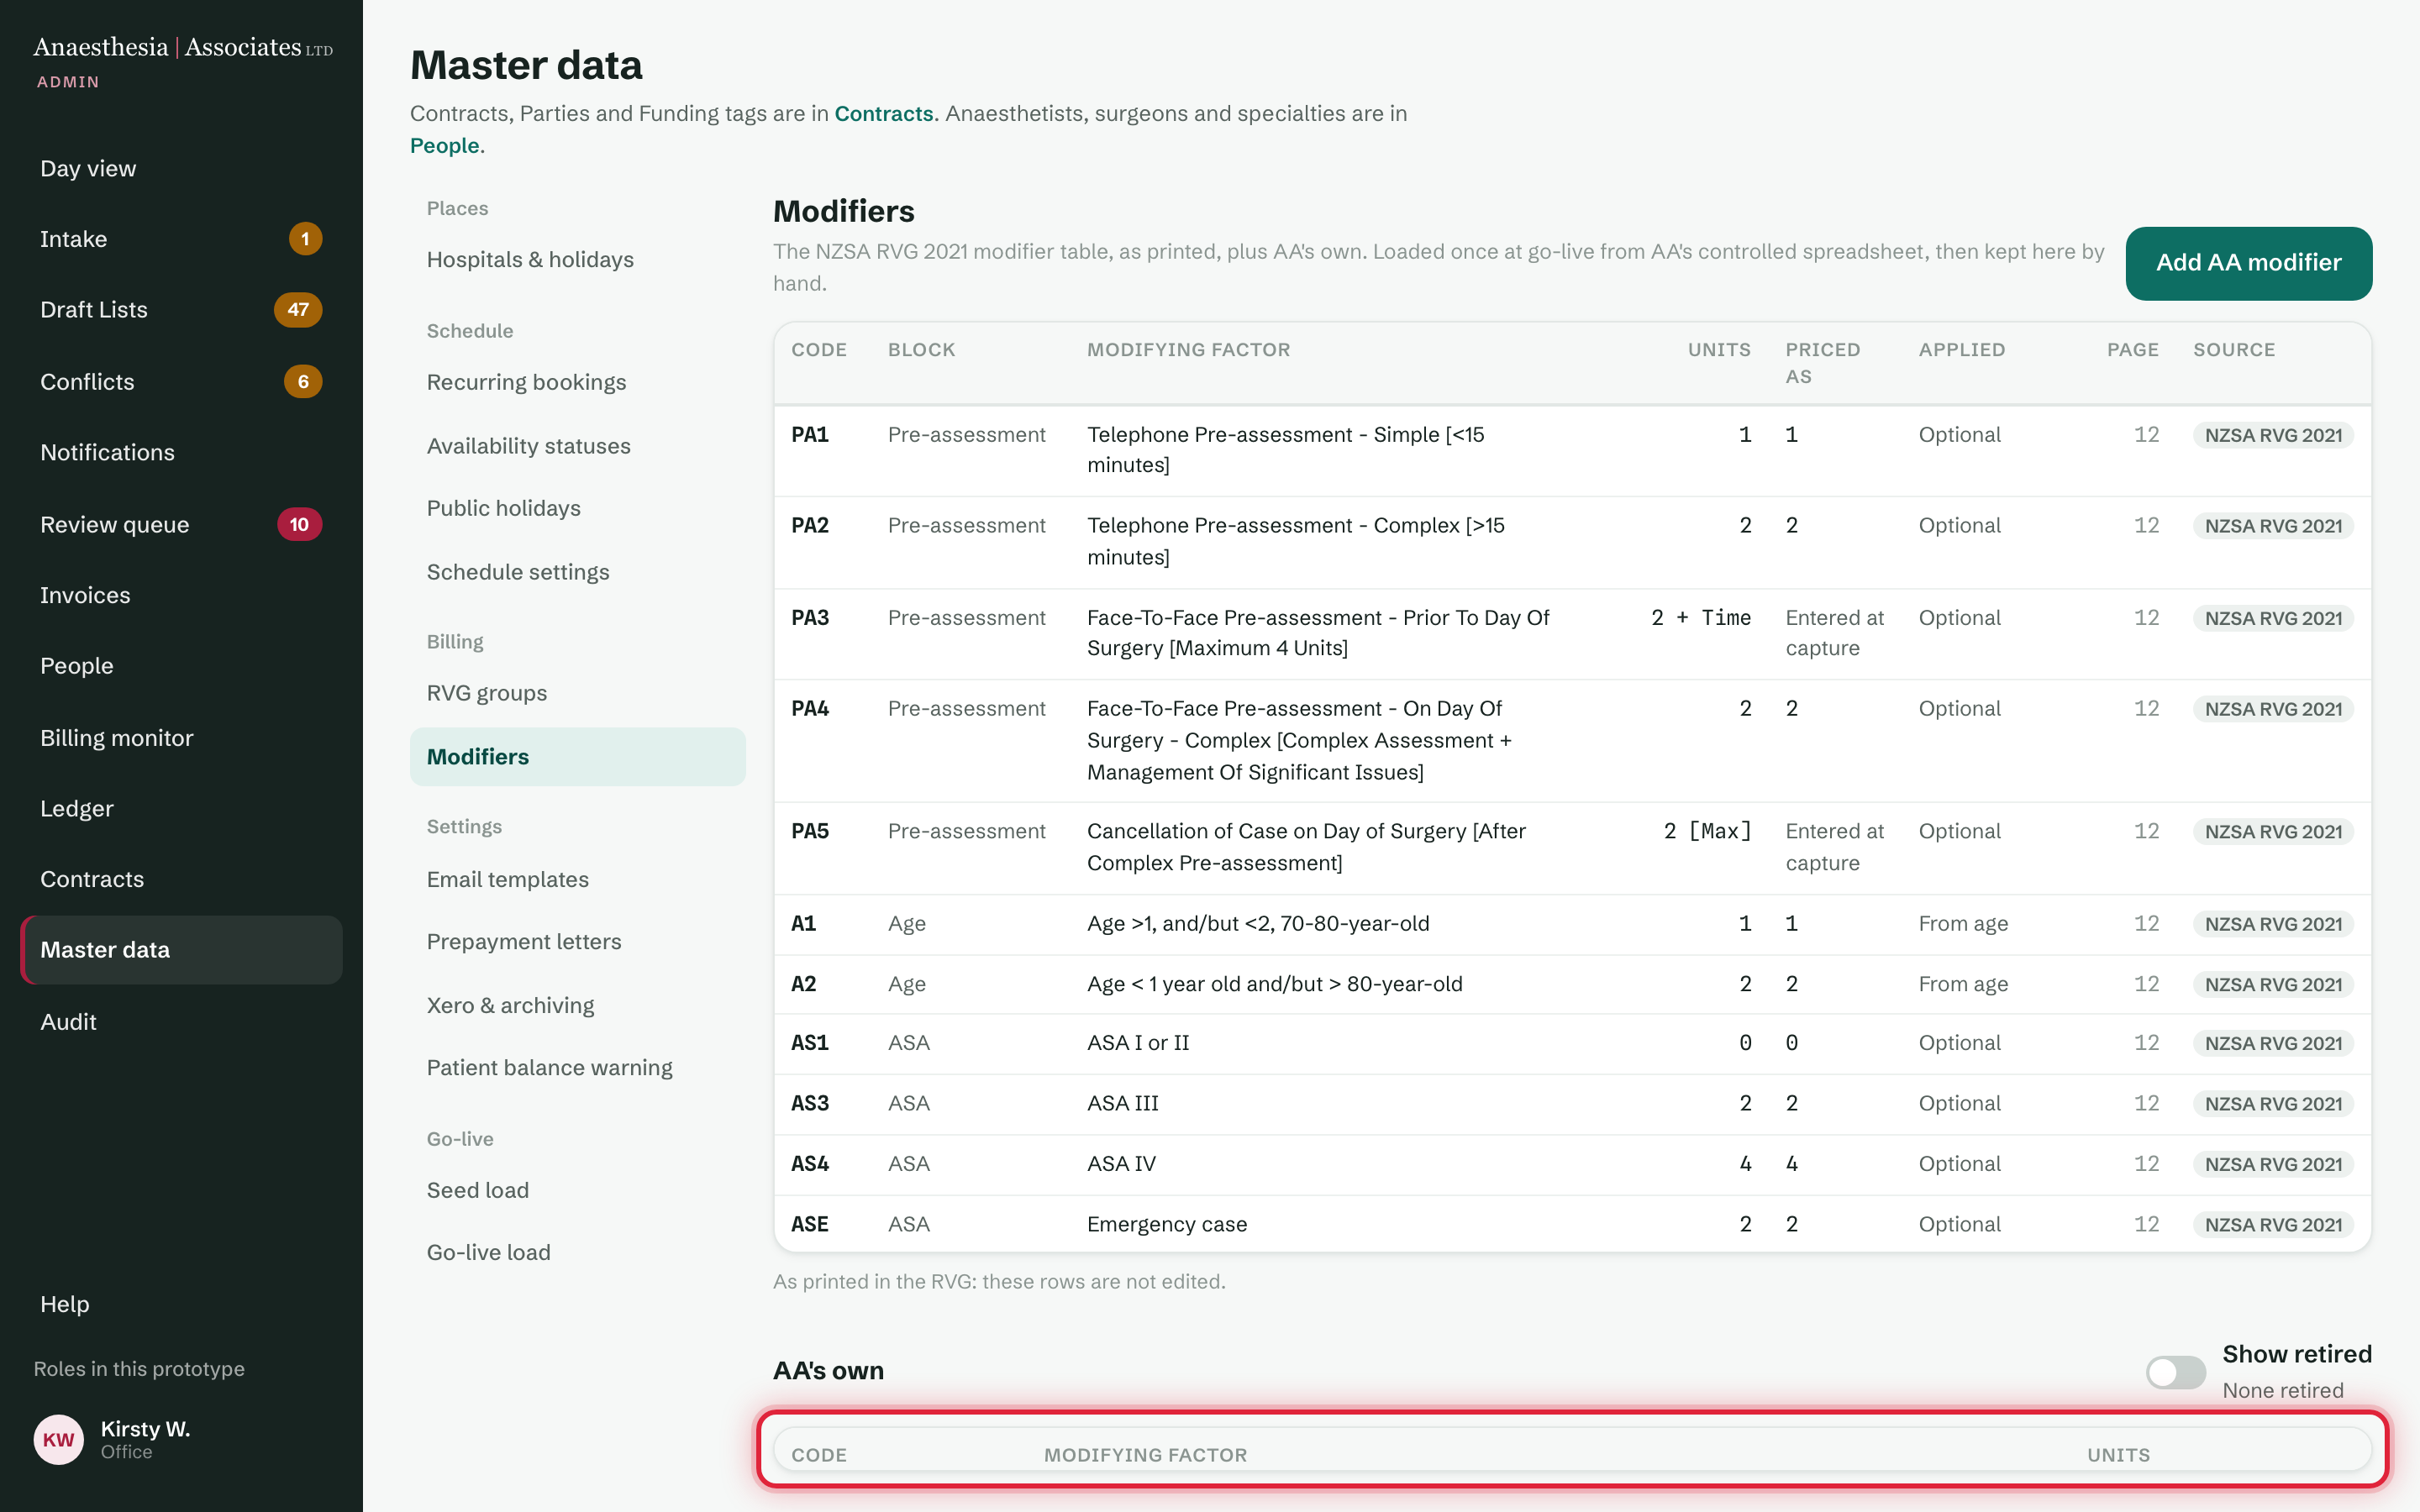 Anaesthesia | Associates LTD
ADMIN
Day view
Intake 1
Draft Lists 47
Conflicts 6
Notifications
Review queue 10
Invoices
People
Billing monitor
Ledger
Contracts
Master data
Audit
Help
Roles in this prototype
KW
Kirsty W.
Office
Master data
Contracts, Parties and Funding tags are in Contracts. Anaesthetists, surgeons and specialties are in
People.
Places
Hospitals & holidays
Schedule
Recurring bookings
Availability statuses
Public holidays
Schedule settings
Billing
RVG groups
Modifiers
Settings
Email templates
Prepayment letters
Xero & archiving
Patient balance warning
Go-live
Seed load
Go-live load
Modifiers
The NZSA RVG 2021 modifier table, as printed, plus AA's own. Loaded once at go-live from AA's controlled spreadsheet, then kept here by
hand.
Add AA modifier
CODE BLOCK MODIFYING FACTOR UNITS PRICED AS APPLIED PAGE SOURCE
PA1 Pre-assessment Telephone Pre-assessment - Simple [<15 1 1 Optional 12 NZSA RVG 2021
minutes]
PA2 Pre-assessment Telephone Pre-assessment - Complex [>15 2 2 Optional 12 NZSA RVG 2021
minutes]
PA3 Pre-assessment Face-To-Face Pre-assessment - Prior To Day Of 2 + Time Entered at Optional 12 NZSA RVG 2021
Surgery [Maximum 4 Units] capture
PA4 Pre-assessment Face-To-Face Pre-assessment - On Day Of 2 2 Optional 12 NZSA RVG 2021
Surgery - Complex [Complex Assessment +
Management Of Significant Issues]
PA5 Pre-assessment Cancellation of Case on Day of Surgery [After 2 [Max] Entered at Optional 12 NZSA RVG 2021
Complex Pre-assessment] capture
A1 Age Age >1, and/but <2, 70-80-year-old 1 1 From age 12 NZSA RVG 2021
A2 Age Age < 1 year old and/but > 80-year-old 2 2 From age 12 NZSA RVG 2021
AS1 ASA ASA I or II 0 0 Optional 12 NZSA RVG 2021
AS3 ASA ASA III 2 2 Optional 12 NZSA RVG 2021
AS4 ASA ASA IV 4 4 Optional 12 NZSA RVG 2021
ASE ASA Emergency case 2 2 Optional 12 NZSA RVG 2021
As printed in the RVG: these rows are not edited.
AA's own
Show retired
None retired
CODE MODIFYING FACTOR UNITS